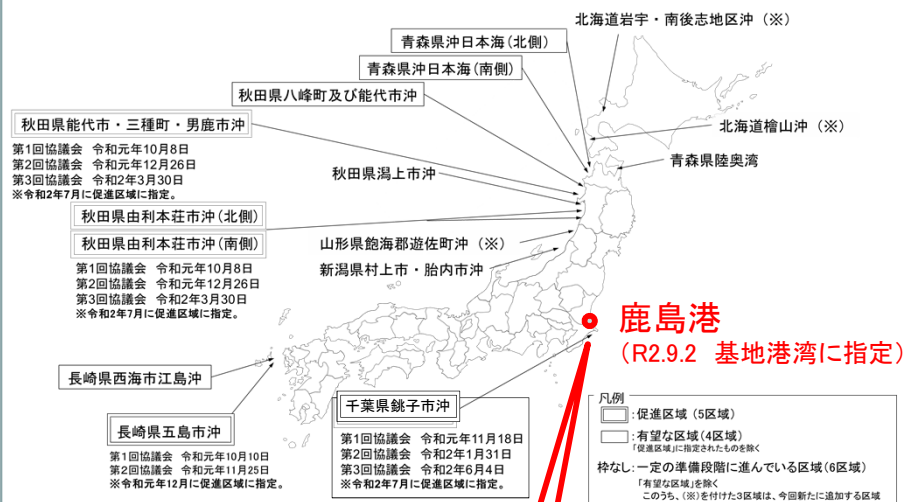 北海道岩宇・南後志地区沖（※）
青森県沖日本海（北側）
青森県沖日本海（南側）
秋田県八峰町及び能代市沖
秋田県能代市・三種町・男鹿市沖
第1回協議会　令和元年10月8日
第2回協議会　令和元年12月26日
第3回協議会　令和2年3月30日
※令和2年7月に促進区域に指定。
北海道檜山沖（※）
青森県陸奥湾
秋田県潟上市沖
秋田県由利本荘市沖（北側）
秋田県由利本荘市沖（南側）
第1回協議会　令和元年10月8日
第2回協議会　令和元年12月26日
第3回協議会　令和2年3月30日
※令和2年7月に促進区域に指定。
山形県飽海郡遊佐町沖（※）
新潟県村上市・胎内市沖
鹿島港
（R2.9.2　基地港湾に指定）
長崎県西海市江島沖
長崎県五島市沖
第1回協議会　令和元年10月10日
第2回協議会　令和元年11月25日
※令和元年12月に促進区域に指定。
千葉県銚子市沖
第1回協議会　令和元年11月18日
第2回協議会　令和2年1月31日
第3回協議会　令和2年6月4日
※令和2年7月に促進区域に指定。
凡例
：促進区域（5区域）
：有望な区域（4区域）
「促進区域」に指定されたものを除く
枠なし：一定の準備段階に進んでいる区域（6区域）
「有望な区域」を除く
このうち、（※）を付けた3区域は、今回新たに追加する区域